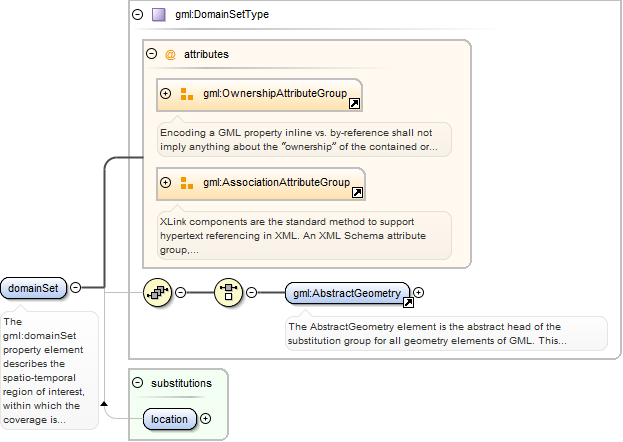 gml:DomainSetType
@ attributes
gml:OwnershipAttributeGroup
Encoding a GML property inline vs. by-reference shall not
imply anything about the "ownership" of the contained or...
gml:AssociationAttributeGroup
XLink components are the standard method to support
hypertext referencing in XML. An XML Schema attribute
group,...
domainSet
The
gml:domainSet
property element
describes the
spatio-temporal
region of interest,
within which the
coverage is...
gml:AbstractGeometry
The AbstractGeometry element is the abstract head of the
substitution group for all geometry elements of GML. This...
substitutions
location